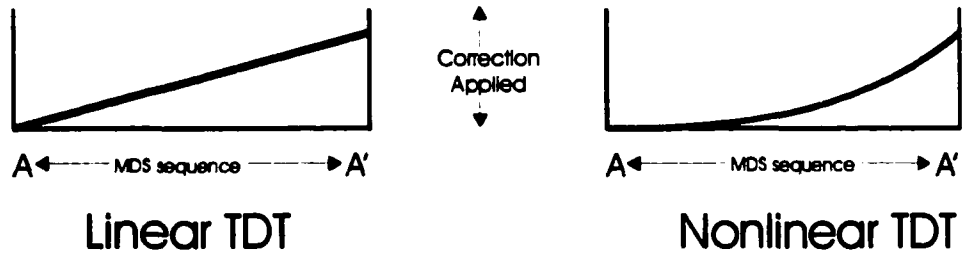 Correction
Applied
A MDS sequence A'
A MDS sequence A'
Linear TDT
Nonlinear TDT